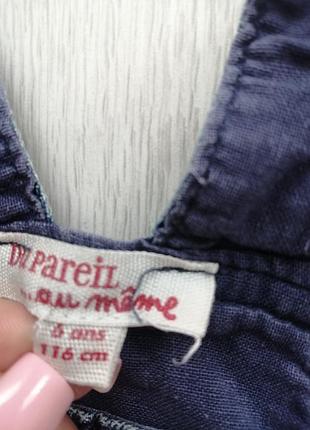 DU PAREIL
...au même
6 ans
116 cm